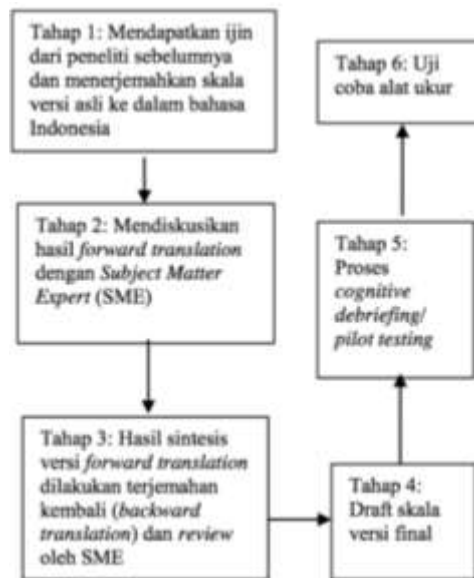 Tahap 1: Mendapatkan ijin
dari peneliti sebelumnya
dan menerjemahkan skala
versi asli ke dalam bahasa
Indonesia
Tahap 2: Mendiskusikan
hasil forward translation
dengan Subject Matter
Expert (SME)
Tahap 3: Hasil sintesis
versi forward translation
dilakukan terjemahan
kembali (backward
translation) dan review
oleh SME
Tahap 4:
Draft skala
versi final
Tahap 5:
Proses
cognitive
debriefing/
pilot testing
Tahap 6: Uji
coba alat ukur